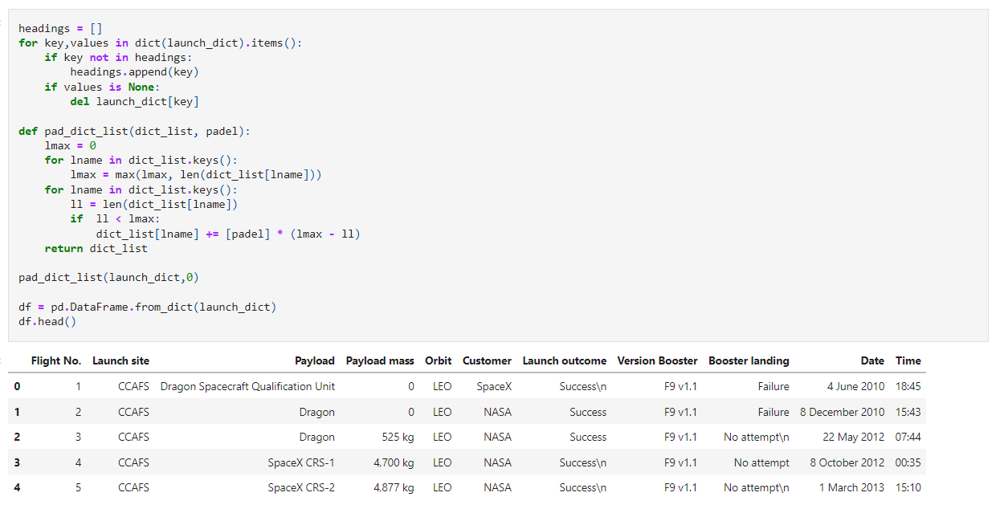 headings = []
for key,values in dict(launch_dict).items():
    if key not in headings:
        headings.append(key)
    if values is None:
        del launch_dict[key]

def pad_dict_list(dict_list, padel):
    lmax = 0
    for lname in dict_list.keys():
        lmax = max(lmax, len(dict_list[lname]))
    for lname in dict_list.keys():
        ll = len(dict_list[lname])
        if  ll < lmax:
            dict_list[lname] += [padel] * (lmax - ll)
    return dict_list

pad_dict_list(launch_dict,0)

df = pd.DataFrame.from_dict(launch_dict)
df.head()

Flight No. Launch site Payload Payload mass Orbit Customer Launch outcome Version Booster Booster landing Date Time
0 1 CCAFS Dragon Spacecraft Qualification Unit 0 LEO SpaceX Success\n F9 v1.1 Failure 4 June 2010 18:45
1 2 CCAFS Dragon 0 LEO NASA Success F9 v1.1 Failure 8 December 2010 15:43
2 3 CCAFS Dragon 525 kg LEO NASA Success F9 v1.1 No attempt\n 22 May 2012 07:44
3 4 CCAFS SpaceX CRS-1 4,700 kg LEO NASA Success\n F9 v1.1 No attempt 8 October 2012 00:35
4 5 CCAFS SpaceX CRS-2 4,877 kg LEO NASA Success\n F9 v1.1 No attempt\n 1 March 2013 15:10